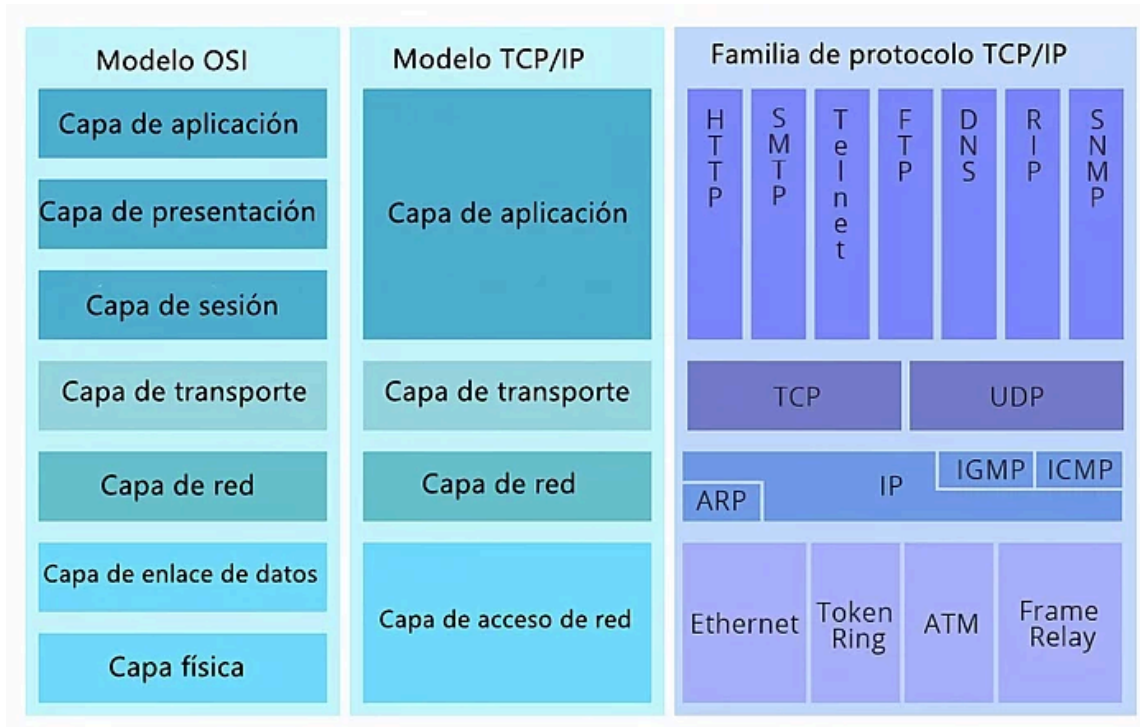 Modelo OSI
Capa de aplicación
Capa de presentación
Capa de sesión
Capa de transporte
Capa de red
Capa de enlace de datos
Capa física
Modelo TCP/IP
Capa de aplicación
Capa de transporte
Capa de red
Capa de acceso de red
Familia de protocolo TCP/IP
HTTP
SMTP
Telnet
FTP
DNS
RIP
SNMP
TCP
UDP
ARP
IP
IGMP
ICMP
Ethernet
Token
Ring
ATM
Frame
Relay